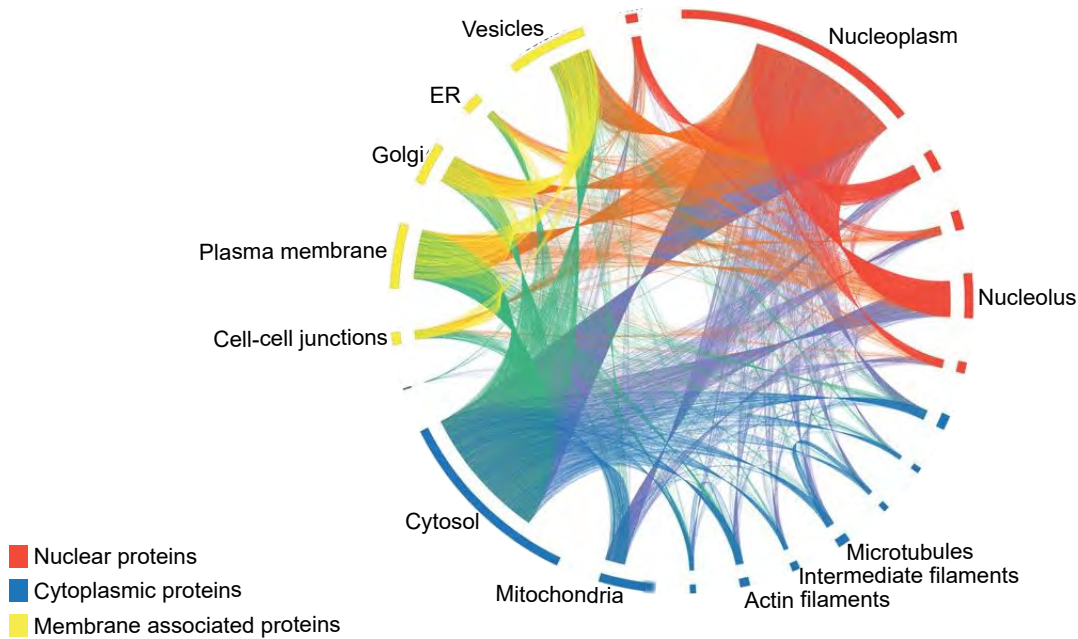 Vesicles
Nucleoplasm
ER
Golgi
Plasma membrane
Nucleolus
Cell-cell junctions
Cytosol
Mitochondria
Microtubules
Intermediate filaments
Actin filaments
Nuclear proteins
Cytoplasmic proteins
Membrane associated proteins